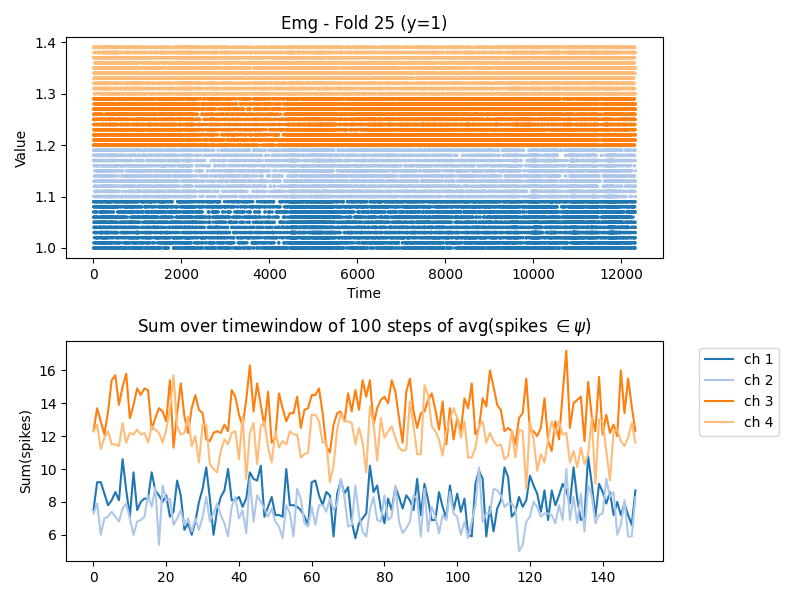 Emg - Fold 25 (y=1)
1.4
1.3
1.2
1.1
1.0
Value
0 2000 4000 6000 8000 10000 12000
Time
Sum over timewindow of 100 steps of avg(spikes ∈ ψ)
16
14
12
10
8
6
Sum(spikes)
0 20 40 60 80 100 120 140
ch 1
ch 2
ch 3
ch 4